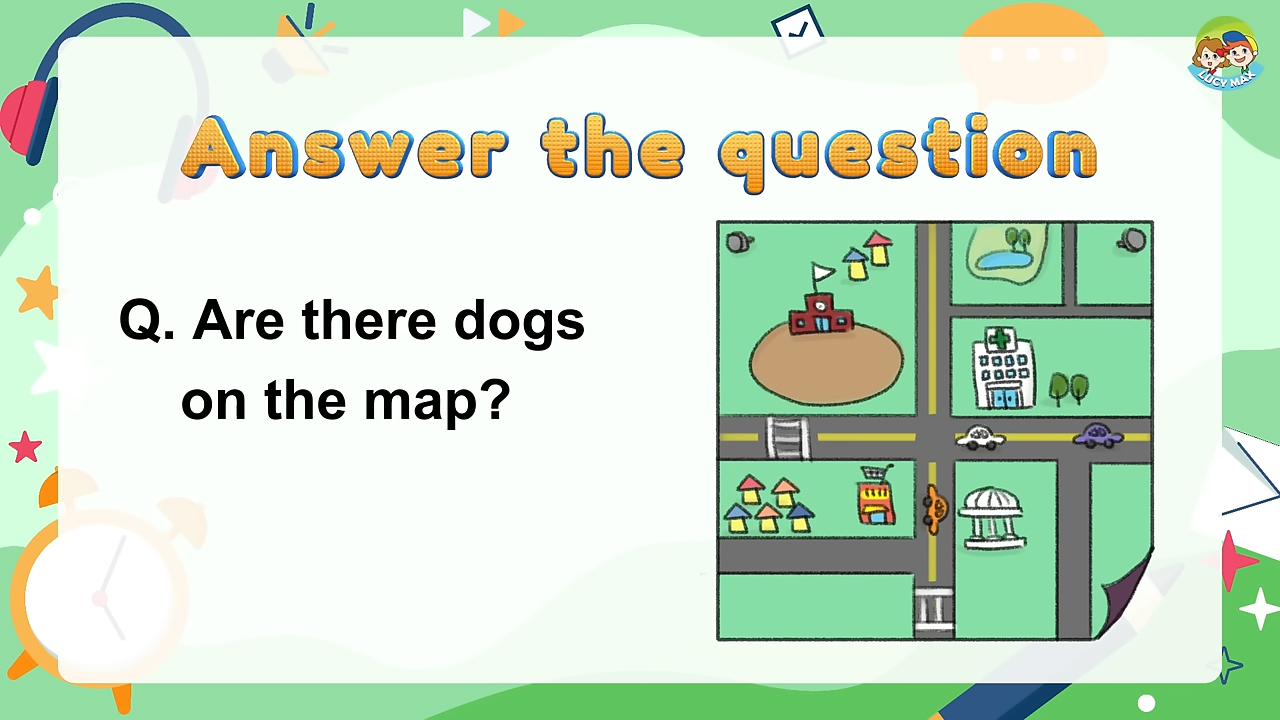 LUCY MAX
Answer the question
Q. Are there dogs
on the map?